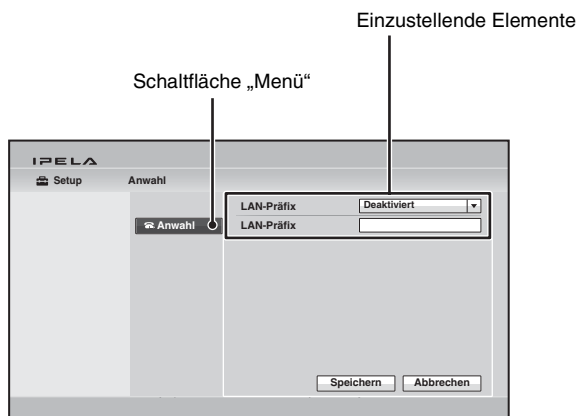 Einzustellende Elemente
Schaltfläche „Menü“
IPELA
Setup Anwahl
LAN-Präfix Deaktiviert
Anwahl LAN-Präfix
Speichern Abbrechen